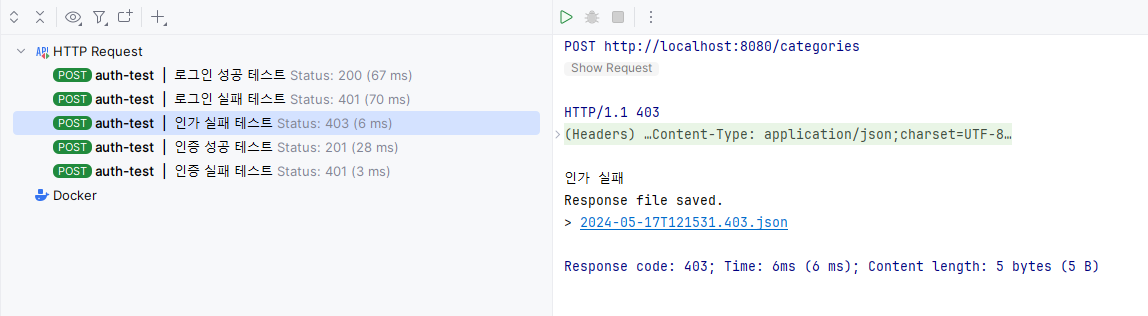 HTTP Request
POST auth-test | 로그인 성공 테스트 Status: 200 (67 ms)
POST auth-test | 로그인 실패 테스트 Status: 401 (70 ms)
POST auth-test | 인가 실패 테스트 Status: 403 (6 ms)
POST auth-test | 인증 성공 테스트 Status: 201 (28 ms)
POST auth-test | 인증 실패 테스트 Status: 401 (3 ms)
Docker
POST http://localhost:8080/categories
Show Request
HTTP/1.1 403
(Headers) …Content-Type: application/json;charset=UTF-8…
인가 실패
Response file saved.
> 2024-05-17T121531.403.json
Response code: 403; Time: 6ms (6 ms); Content length: 5 bytes (5 B)